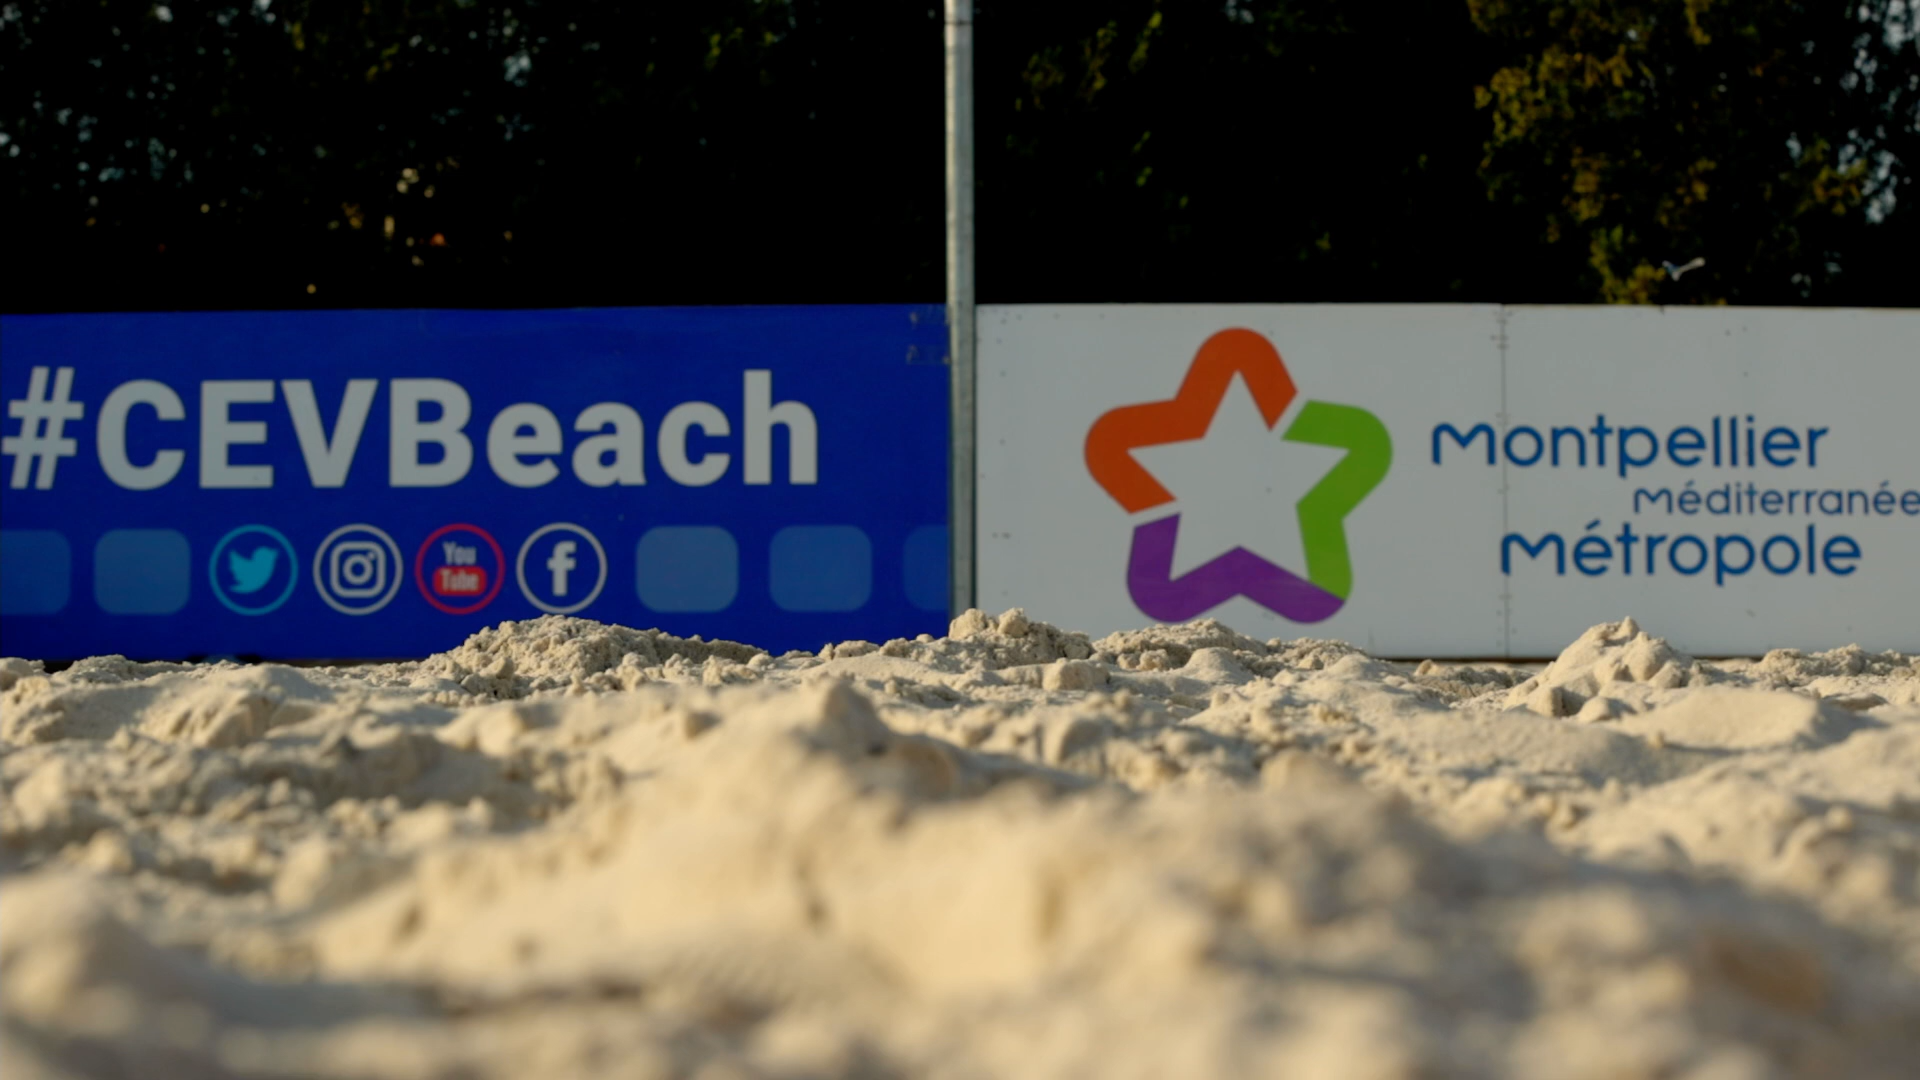 #CEVBeach
You
Tube
Montpellier
Méditerranée
Métropole